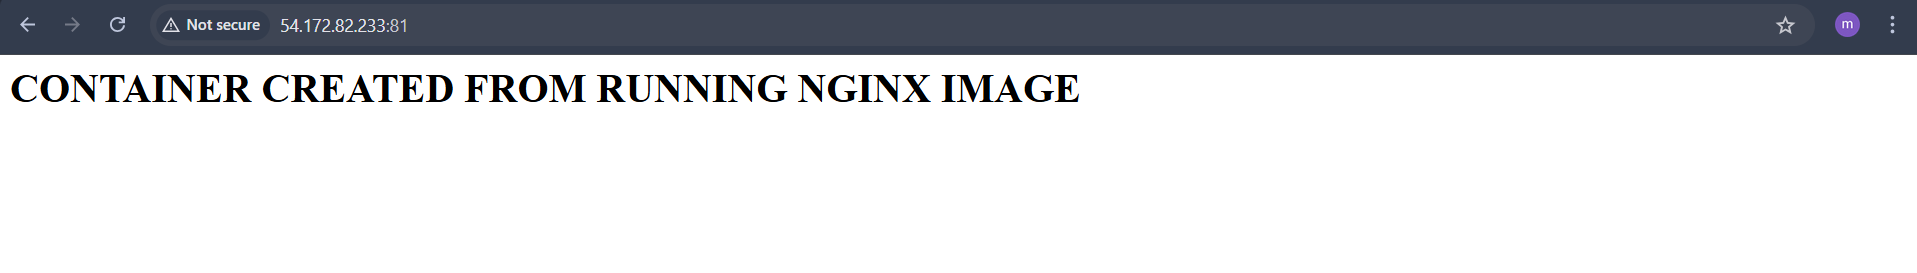 Not secure 54.172.82.233:81 m
CONTAINER CREATED FROM RUNNING NGINX IMAGE